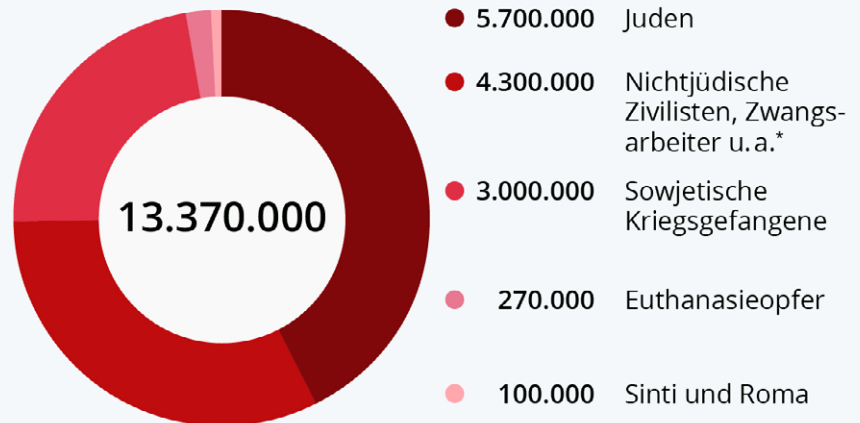 13.370.000
5.700.000 Juden
4.300.000 Nichtjüdische
Zivilisten, Zwangs-
arbeiter u.a.*
3.000.000 Sowjetische
Kriegsgefangene
270.000 Euthanasieopfer
100.000 Sinti und Roma